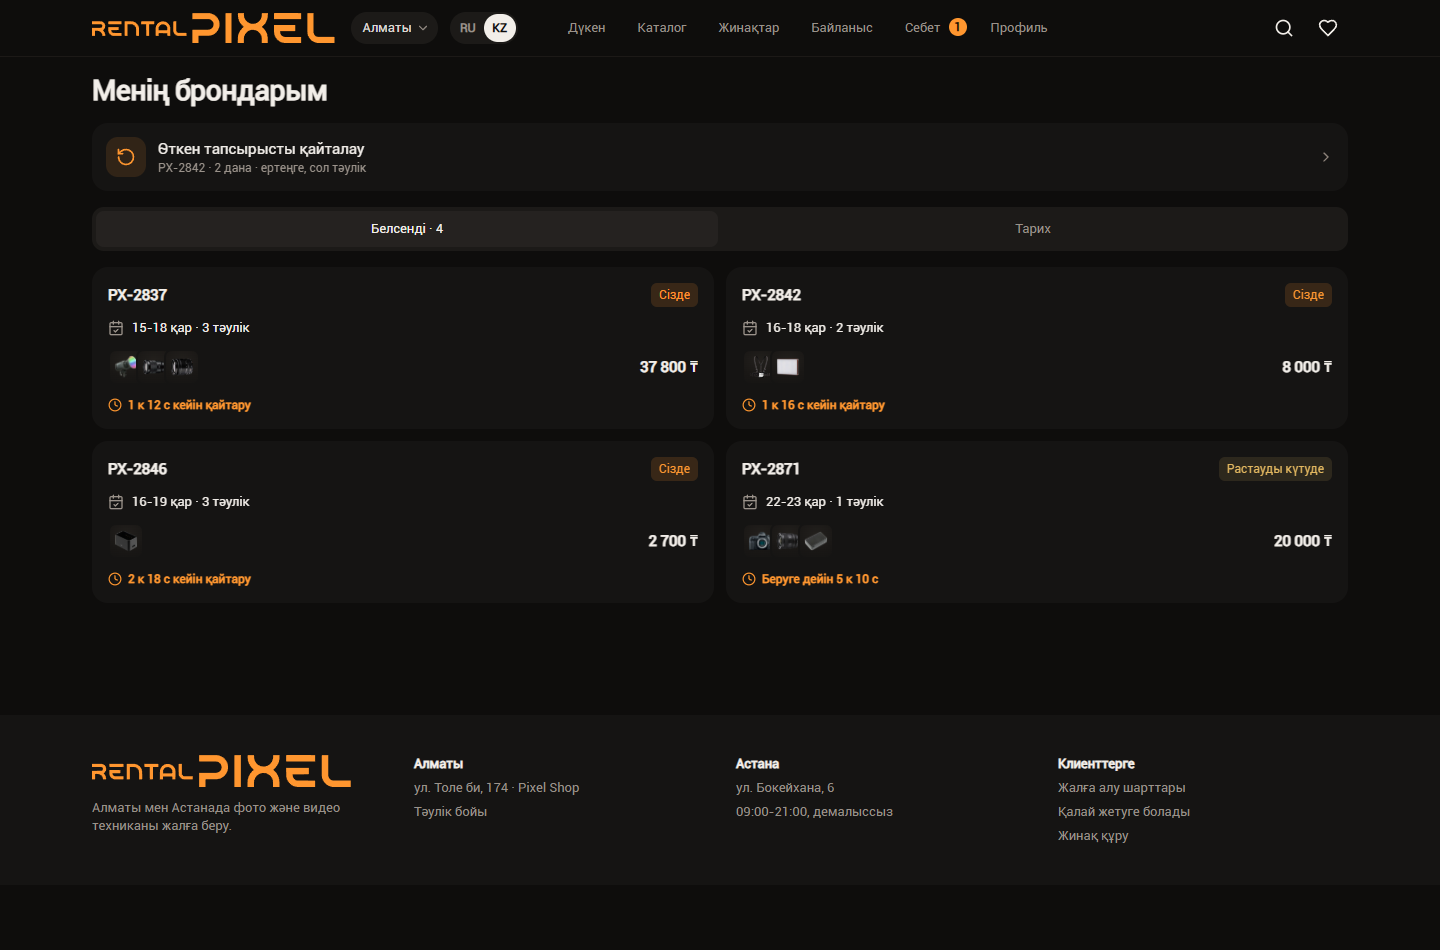 RENTAL PIXEL
Алматы
RU KZ
Дүкен
Каталог
Жинақтар
Байланыс
Себет 1
Профиль
Менің брондарым
Өткен тапсырысты қайталау
PX-2842 · 2 дана · ертеңге, сол тәулік
Белсенді · 4
Тарих
PX-2837
Сізде
15-18 қар · 3 тәулік
37 800 ₸
1 к 12 с кейін қайтару
PX-2842
Сізде
16-18 қар · 2 тәулік
8 000 ₸
1 к 16 с кейін қайтару
PX-2846
Сізде
16-19 қар · 3 тәулік
2 700 ₸
2 к 18 с кейін қайтару
PX-2871
Растауды күтуде
22-23 қар · 1 тәулік
20 000 ₸
Беруге дейін 5 к 10 с
RENTAL PIXEL
Алматы мен Астанада фото және видео
техниканы жалға беру.
Алматы
ул. Толе би, 174 · Pixel Shop
Тәулік бойы
Астана
ул. Бокейхана, 6
09:00-21:00, демалыссыз
Клиенттерге
Жалға алу шарттары
Қалай жетуге болады
Жинақ құру